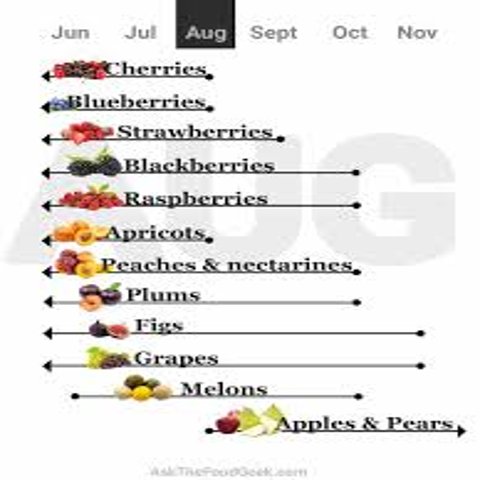 Jun Jul Aug Sept Oct Nov
AUG
Cherries
Blueberries
Strawberries
Blackberries
Raspberries
Apricots
Peaches & nectarines
Plums
Figs
Grapes
Melons
Apples & Pears
AskTheFoodGeek.com